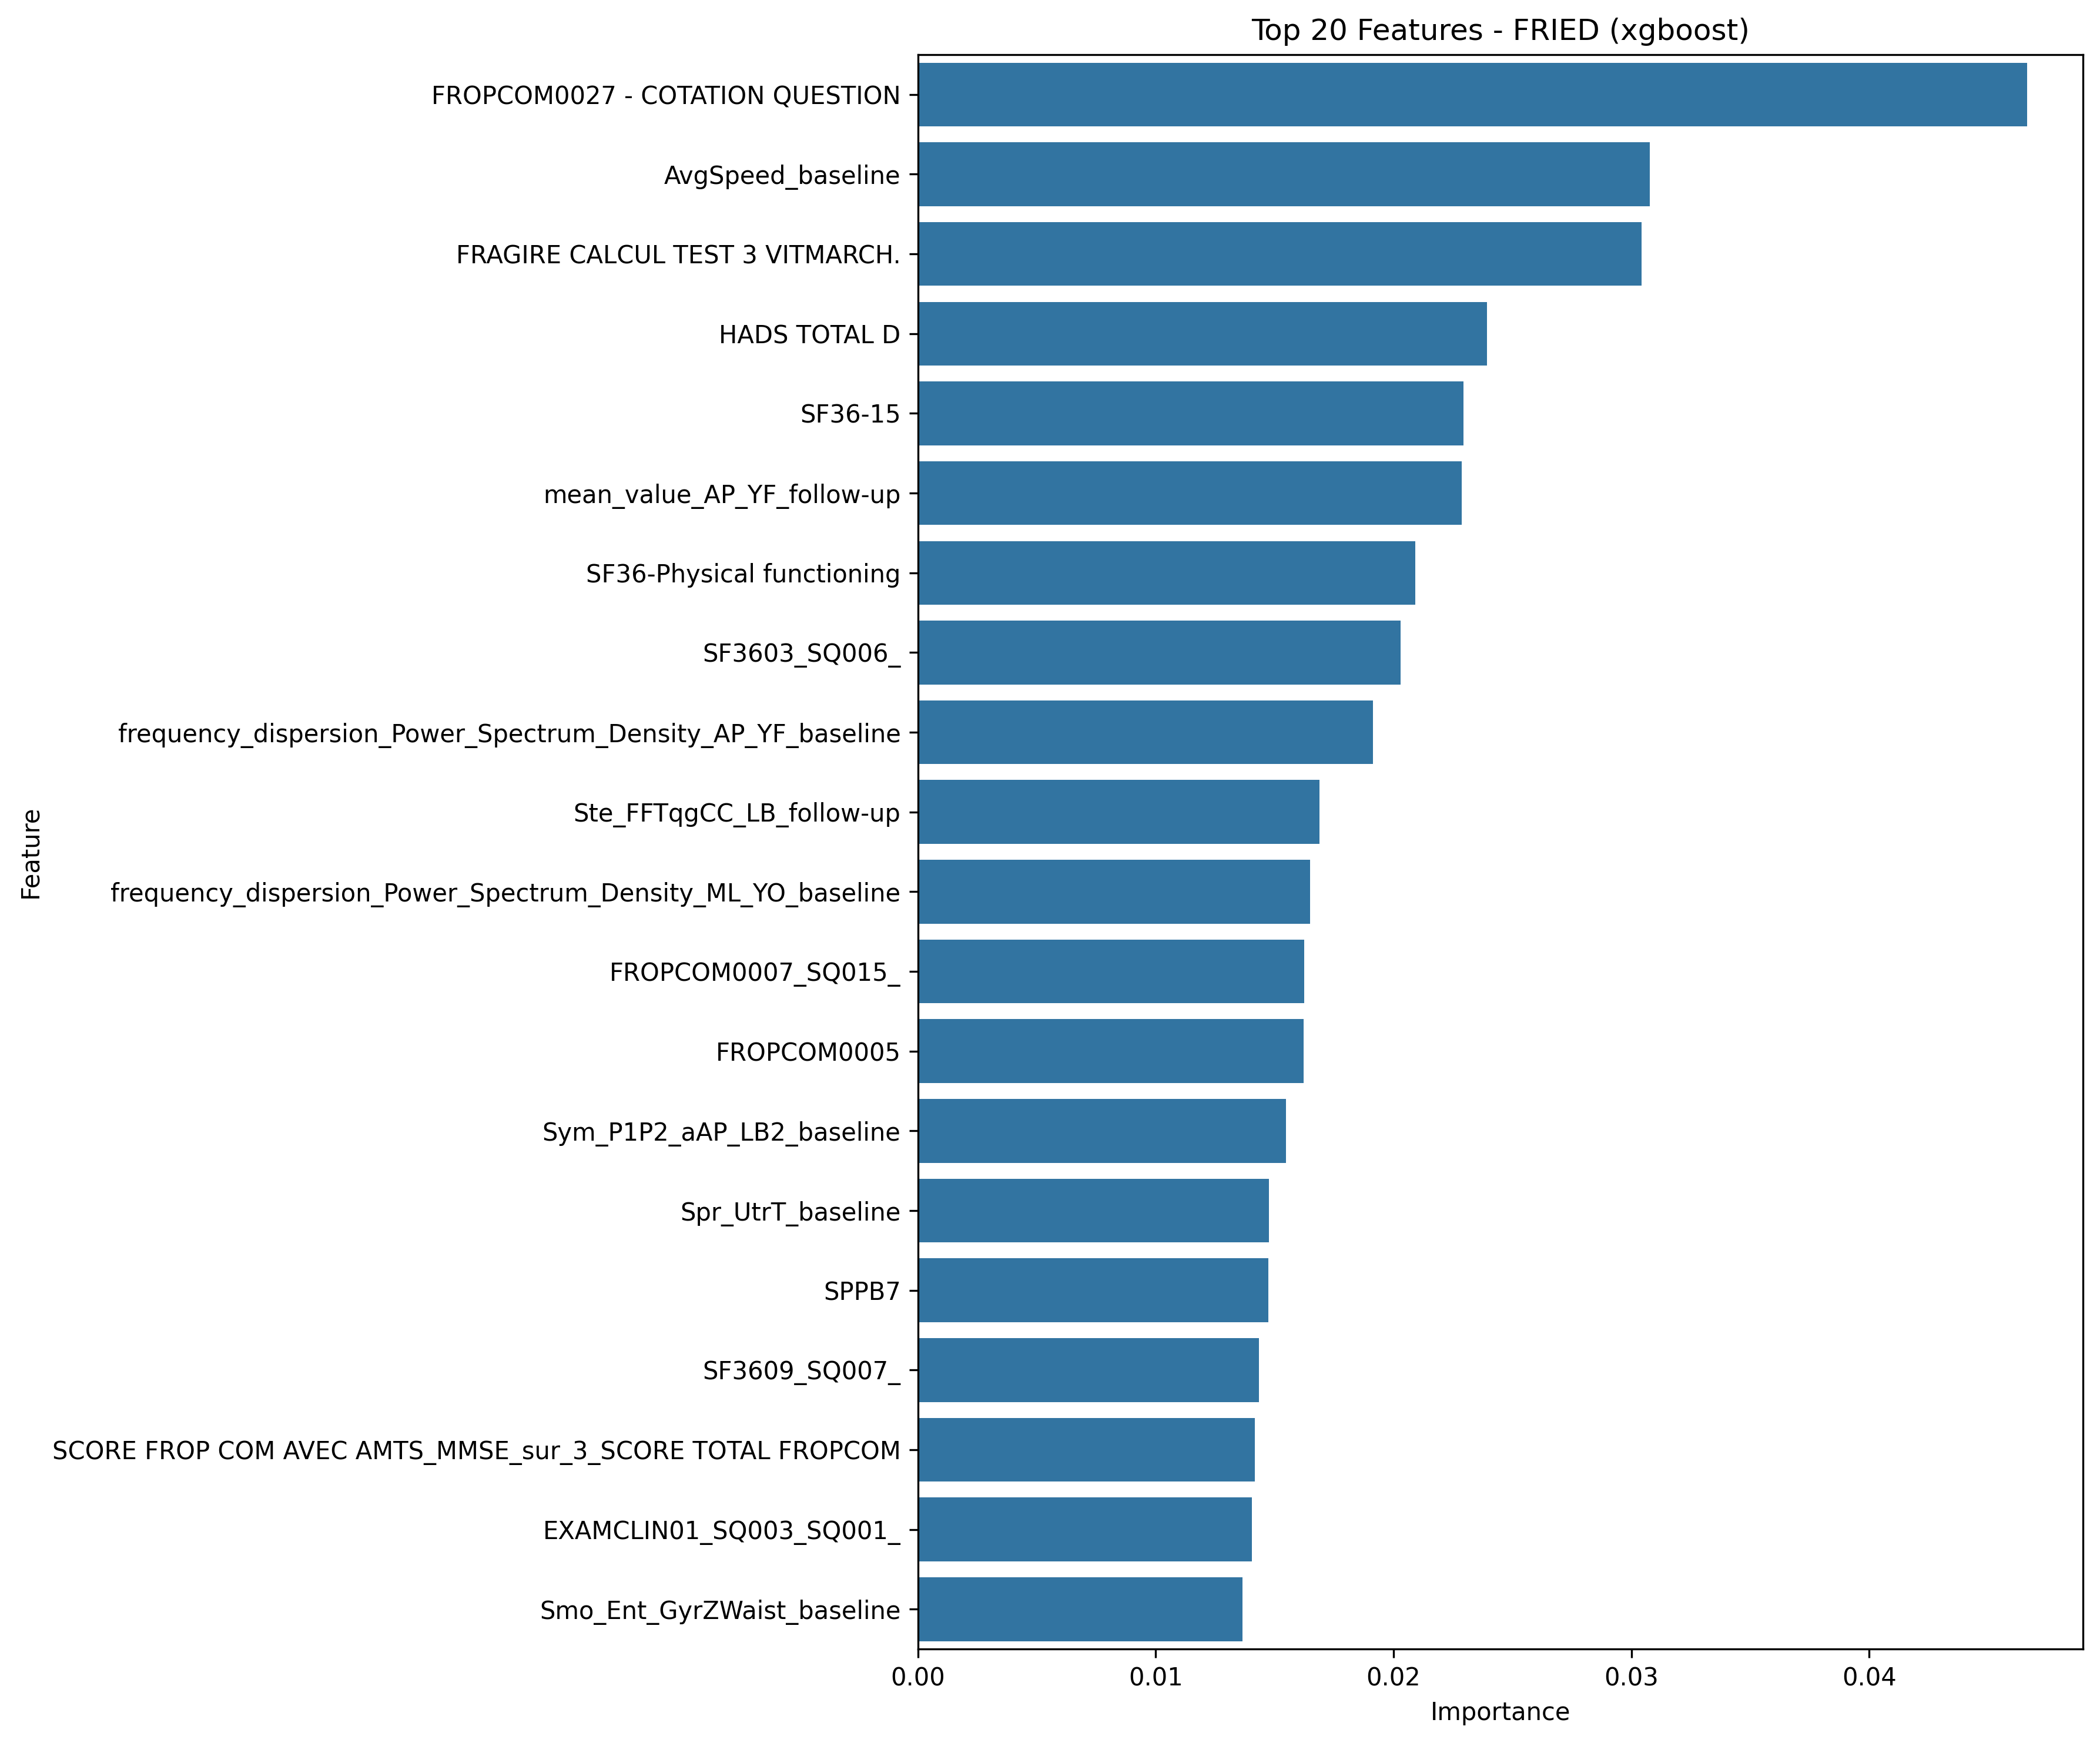 Top 20 Features - FRIED (xgboost)
FROPCOM0027 - COTATION QUESTION
AvgSpeed_baseline
FRAGIRE CALCUL TEST 3 VITMARCH.
HADS TOTAL D
SF36-15
mean_value_AP_YF_follow-up
SF36-Physical functioning
SF3603_SQ006_
frequency_dispersion_Power_Spectrum_Density_AP_YF_baseline
Ste_FFTqgCC_LB_follow-up
frequency_dispersion_Power_Spectrum_Density_ML_YO_baseline
FROPCOM0007_SQ015_
FROPCOM0005
Sym_P1P2_aAP_LB2_baseline
Spr_UtrT_baseline
SPPB7
SF3609_SQ007_
SCORE FROP COM AVEC AMTS_MMSE_sur_3_SCORE TOTAL FROPCOM
EXAMCLIN01_SQ003_SQ001_
Smo_Ent_GyrZWaist_baseline
Feature
0.00 0.01 0.02 0.03 0.04
Importance